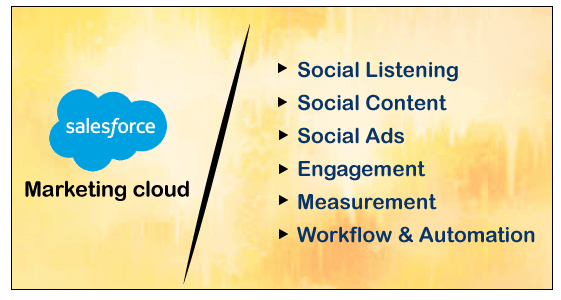 salesforce
Marketing cloud
Social Listening
Social Content
Social Ads
Engagement
Measurement
Workflow & Automation